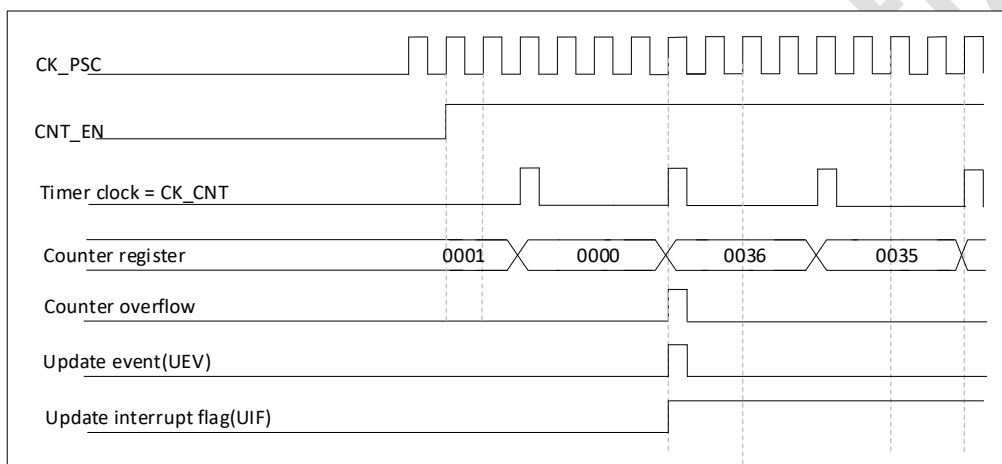 CK_PSC
CNT_EN
Timer clock = CK_CNT
Counter register 0001 0000 0036 0035
Counter overflow
Update event(UEV)
Update interrupt flag(UIF)